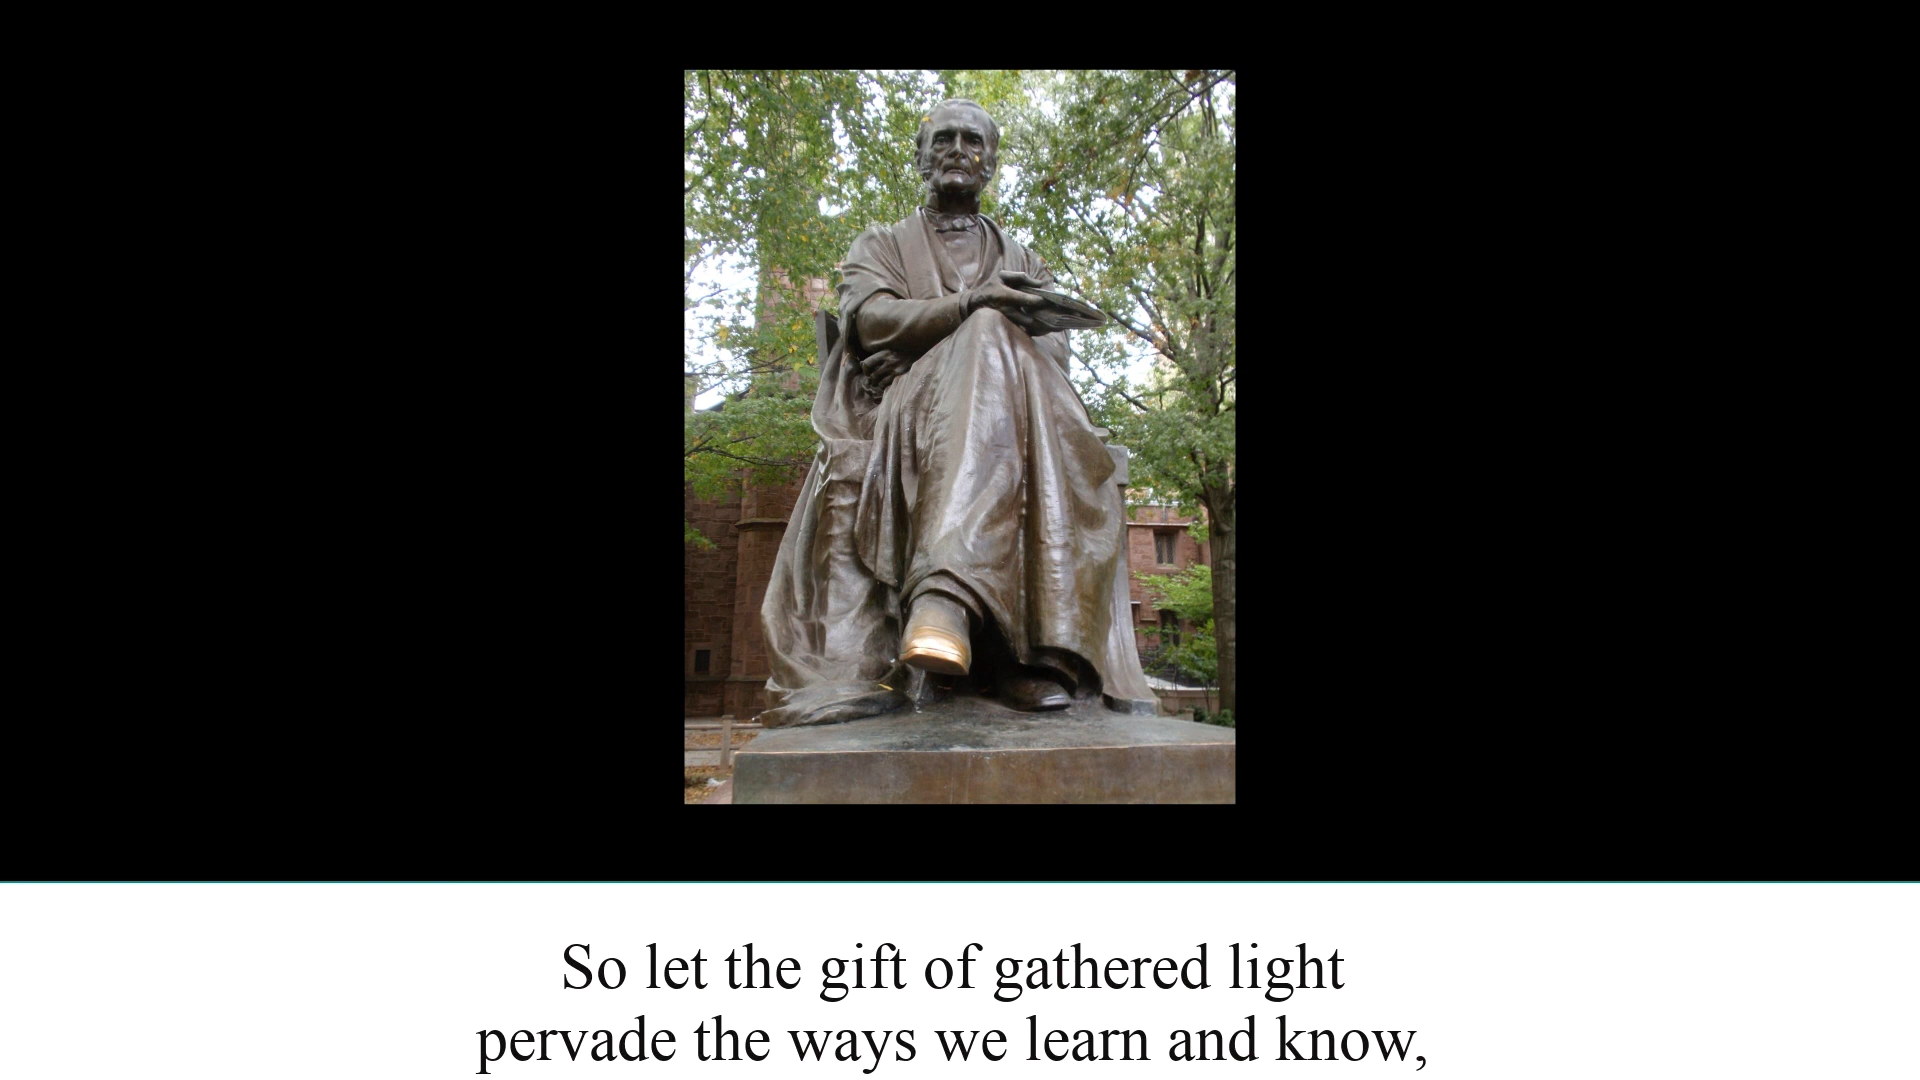 So let the gift of gathered light
pervade the ways we learn and know,